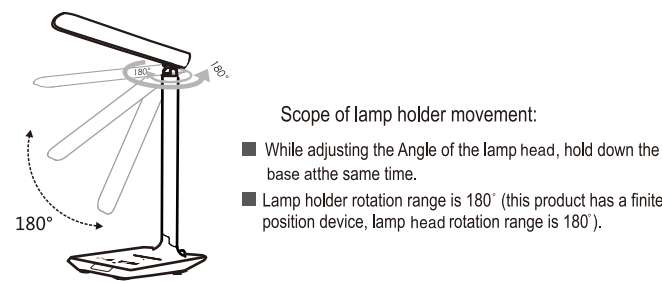 180°
180°
180°
Scope of lamp holder movement:
While adjusting the Angle of the lamp head, hold down the
base atthe same time.
Lamp holder rotation range is 180° (this product has a finite
position device, lamp head rotation range is 180°).